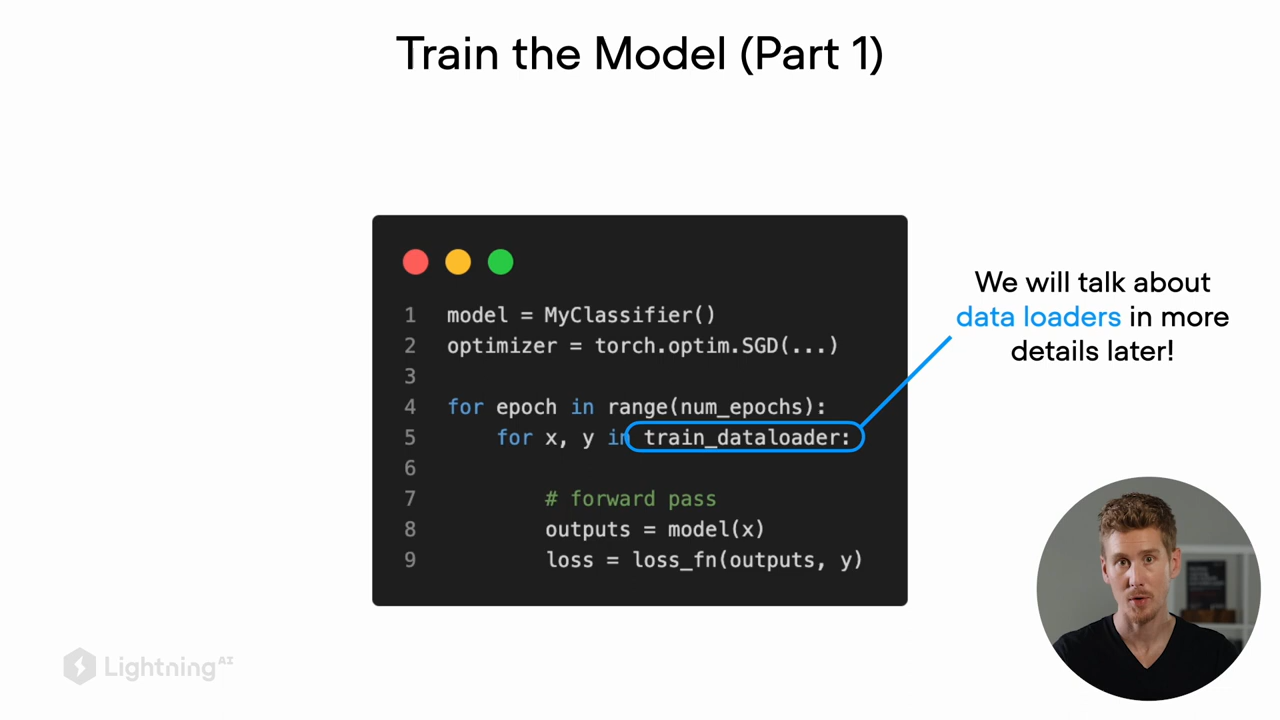 Train the Model (Part 1)
1 model = MyClassifier()
2 optimizer = torch.optim.SGD(...)
3
4 for epoch in range(num_epochs):
5 for x, y in train_dataloader:
6
7 # forward pass
8 outputs = model(x)
9 loss = loss_fn(outputs, y)
We will talk about
data loaders in more
details later!
Lightning AI